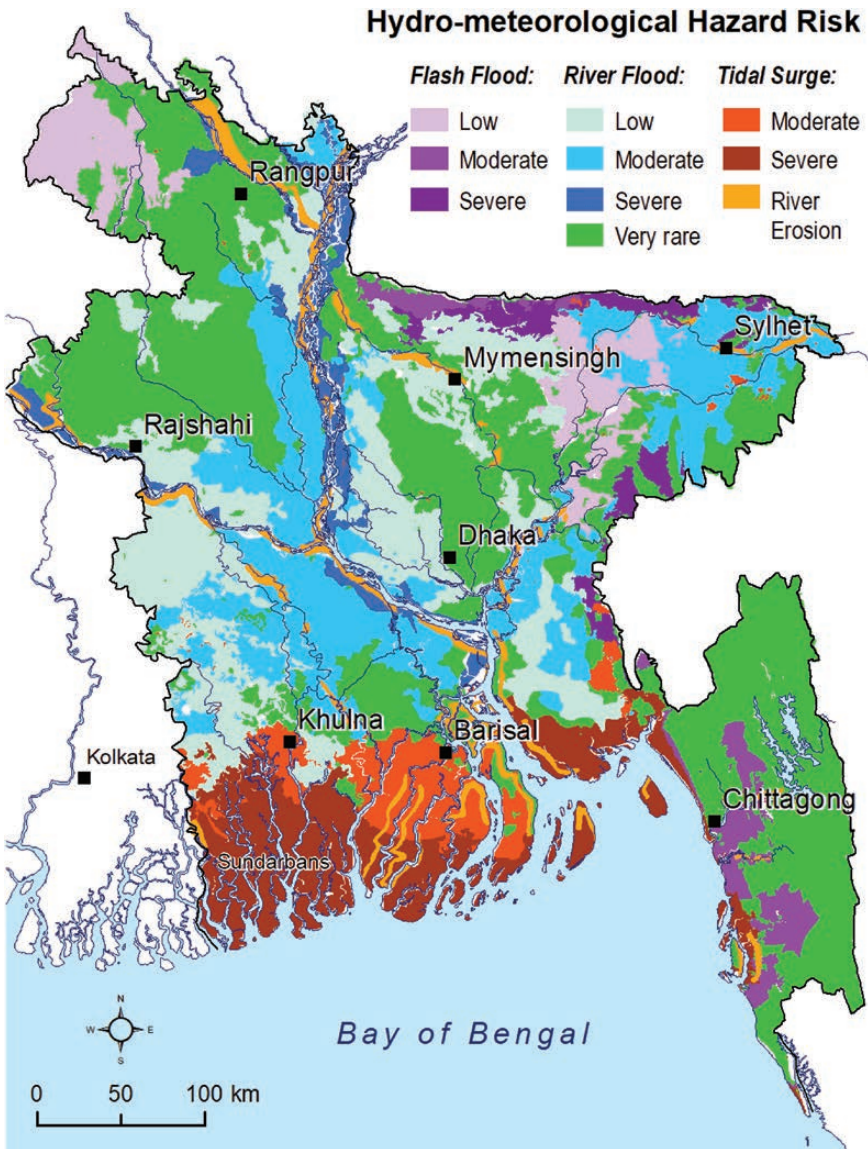 Hydro-meteorological Hazard Risk
Flash Flood:
Low
Moderate
Severe
River Flood:
Low
Moderate
Severe
Very rare
Tidal Surge:
Moderate
Severe
River
Erosion
Rangpur
Sylhet
Mymensingh
Rajshahi
Dhaka
Khulna
Barisal
Kolkata
Chittagong
Sundarbans
N
W E
S
Bay of Bengal
0 50 100 km
1